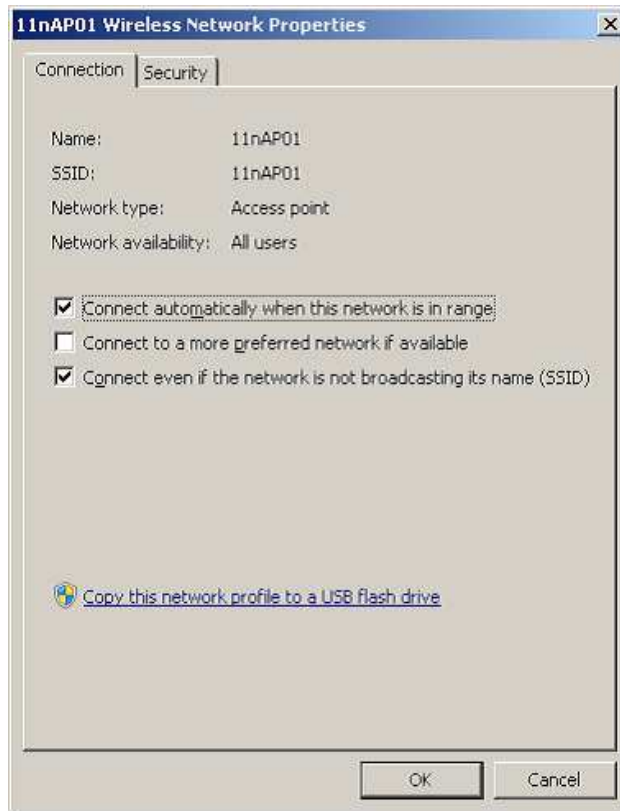 11nAP01 Wireless Network Properties
Connection Security
Name: 11nAP01
SSID: 11nAP01
Network type: Access point
Network availability: All users
Connect automatically when this network is in range
Connect to a more preferred network if available
Connect even if the network is not broadcasting its name (SSID)
Copy this network profile to a USB flash drive
OK Cancel